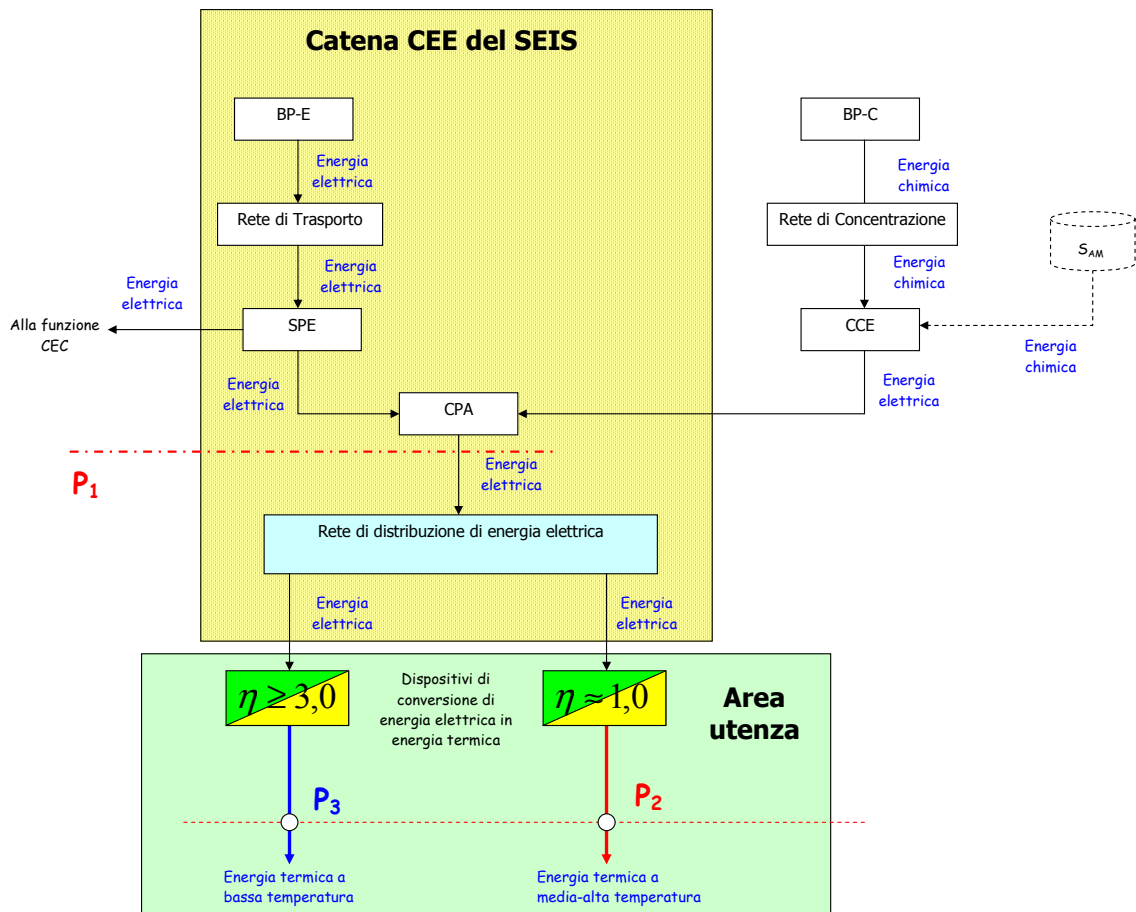 Catena CEE del SEIS
BP-E
BP-C
Energia
elettrica
Energia
chimica
Rete di Trasporto
Rete di Concentrazione
S_AM
Energia
elettrica
Energia
elettrica
Energia
chimica
Alla funzione
CEC
SPE
CCE
Energia
chimica
Energia
elettrica
Energia
elettrica
CPA
P1
Energia
elettrica
Rete di distribuzione di energia elettrica
Energia
elettrica
Energia
elettrica
η ≥ 3,0
Dispositivi di
conversione di
energia elettrica in
energia termica
η ≈ 1,0
Area
utenza
P3
P2
Energia termica a
bassa temperatura
Energia termica a
media-alta temperatura